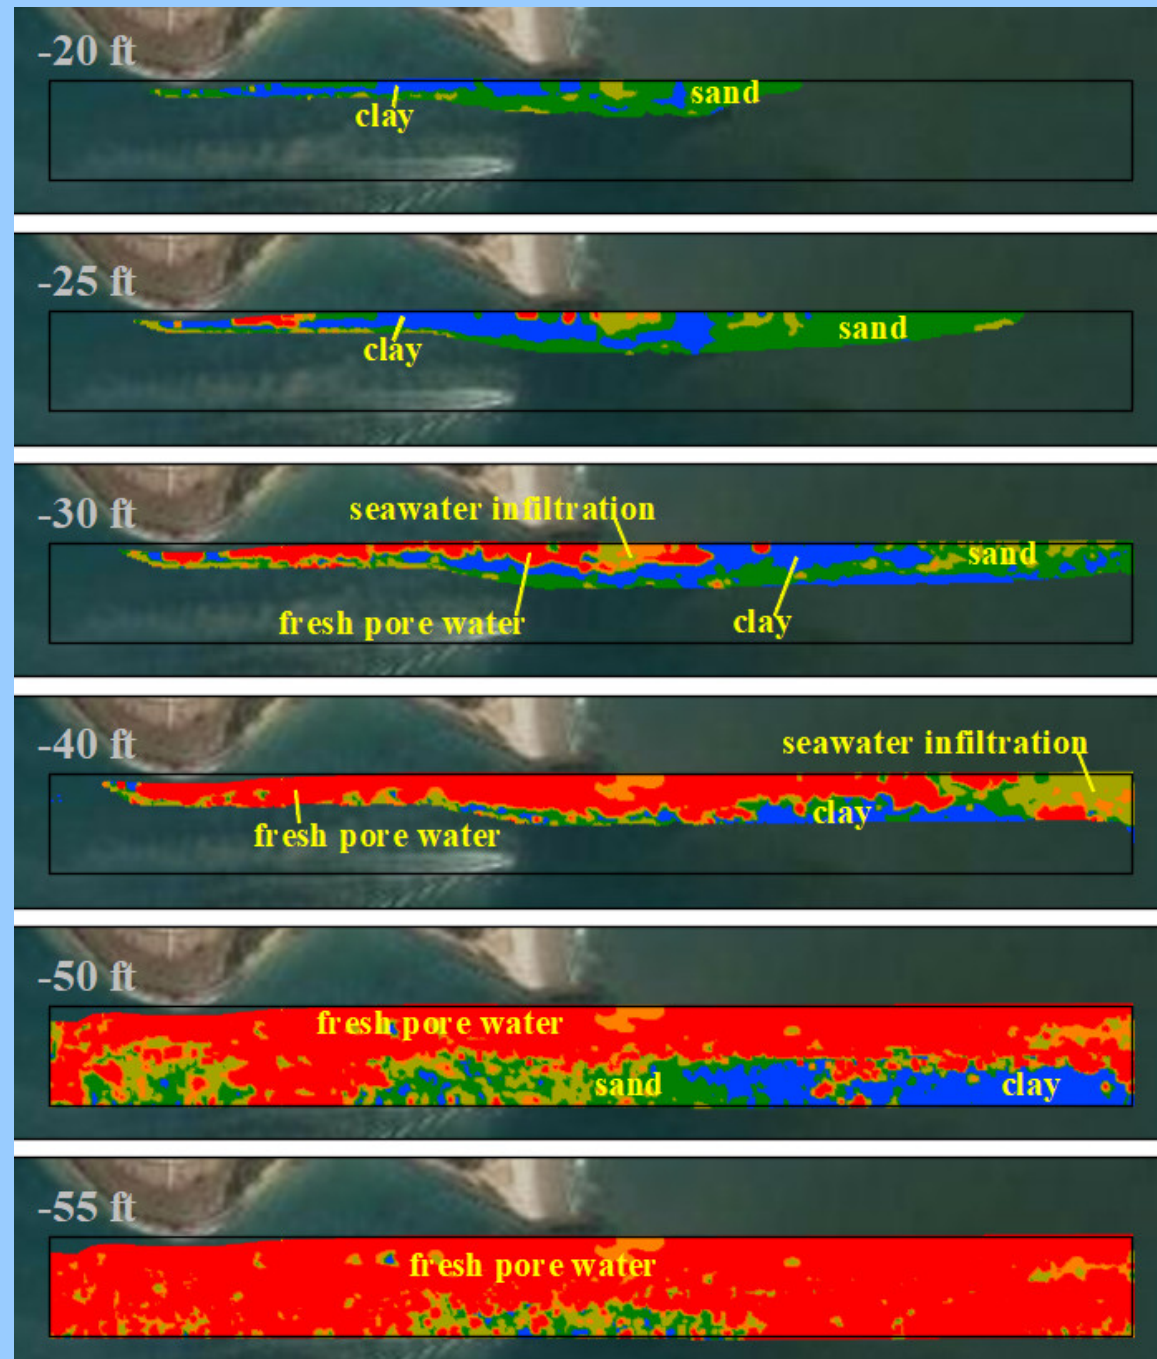 -20 ft
sand
clay
-25 ft
sand
clay
-30 ft
seawater infiltration
sand
fresh pore water
clay
-40 ft
seawater infiltration
clay
fresh pore water
-50 ft
fresh pore water
sand
clay
-55 ft
fresh pore water